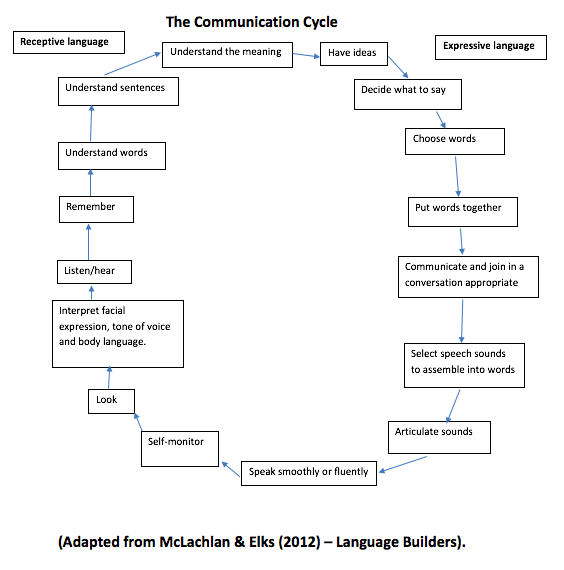 The Communication Cycle
Receptive language
Expressive language
Understand the meaning
Have ideas
Decide what to say
Choose words
Put words together
Communicate and join in a
conversation appropriate
Select speech sounds
to assemble into words
Articulate sounds
Speak smoothly or fluently
Self-monitor
Look
Interpret facial
expression, tone of voice
and body language.
Listen/hear
Remember
Understand words
Understand sentences
(Adapted from McLachlan & Elks (2012) – Language Builders).